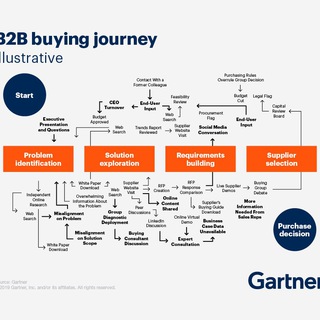 B2B buying journey
Illustrative
Start
Executive
Presentation
and Questions
CEO
Turnover
Budget
Approved
Web
Search
Contact With a
Former Colleague
End-User
Input
Web
Search
Trends Report
Reviewed
Feasibility
Review
Supplier
Website
Visit
Procurement
Flag
Social Media
Conversation
Purchasing Rules
Overrule Group Decision
Budget
Cut
Legal Flag
End-User
Input
Capital
Review
Board
Problem
identification
Solution
exploration
Requirements
building
Supplier
selection
Independent
Online
Research
White Paper
Download
Web
Search
Overwhelming
Information About
the Problem
Misalignment on
Problem
White Paper
Download
Misalignment on
Solution Scope
Web
Search
Supplier
Website
Visit
Group
Diagnostic
Deployment
Peer
Discussions
Buying
Consultant
Discussion
RFP
Creation
Online
Content
Shared
LinkedIn
Discussion
RFP
Response
Comparison
Supplier's
Buying Guide
Download
Online Virtual
Demo
Expert
Consultation
Business
Case Data
Unavailable
Live Supplier
Demos
Buying
Group
Debate
More
Information
Needed From
Sales Reps
Purchase
decision
Source: Gartner
© 2019 Gartner, Inc. and/or its affiliates. All rights reserved.
Gartner